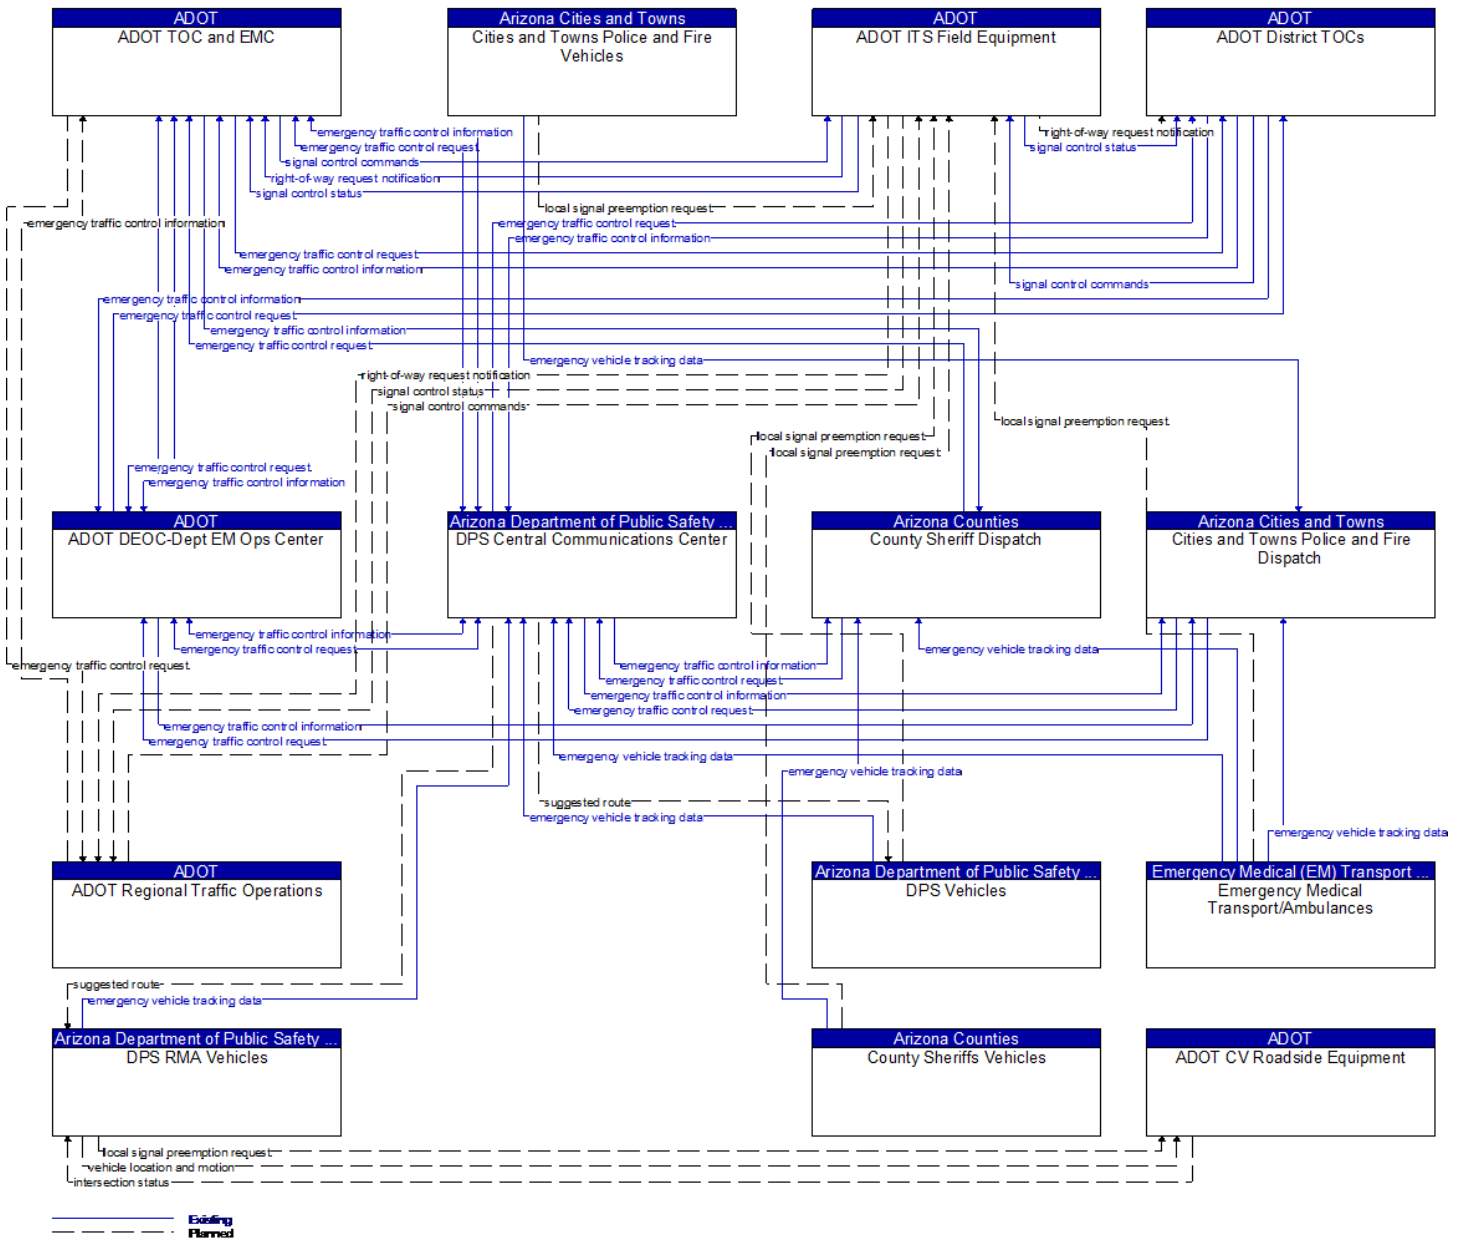 ADOT
ADOT TOC and EMC
Arizona Cities and Towns
Cities and Towns Police and Fire
Vehicles
ADOT
ADOT ITS Field Equipment
ADOT
ADOT District TOCs
emergency traffic control information
emergency traffic control request
signal control commands
right-of-way request notification
signal control status
right-of-way request notification
signal control status
local signal preemption request
emergency traffic control information
emergency traffic control request
emergency traffic control information
emergency traffic control request
emergency traffic control information
signal control commands
emergency traffic control information
emergency traffic control request
emergency traffic control information
emergency traffic control request
emergency vehicle tracking data
right-of-way request notification
signal control status
signal control commands
local signal preemption request
local signal preemption request
local signal preemption request
emergency traffic control request
emergency traffic control information
ADOT
ADOT DEOC-Dept EM Ops Center
Arizona Department of Public Safety ...
DPS Central Communications Center
Arizona Counties
County Sheriff Dispatch
Arizona Cities and Towns
Cities and Towns Police and Fire
Dispatch
emergency traffic control information
emergency traffic control request
emergency vehicle tracking data
emergency traffic control request
emergency traffic control information
emergency traffic control request
emergency traffic control information
emergency traffic control request
emergency traffic control information
emergency traffic control request
emergency vehicle tracking data
emergency vehicle tracking data
suggested route
emergency vehicle tracking data
emergency vehicle tracking data
ADOT
ADOT Regional Traffic Operations
Arizona Department of Public Safety ...
DPS Vehicles
Emergency Medical (EM) Transport ...
Emergency Medical
Transport/Ambulances
suggested route
emergency vehicle tracking data
Arizona Department of Public Safety ...
DPS RMA Vehicles
Arizona Counties
County Sheriffs Vehicles
ADOT
ADOT CV Roadside Equipment
local signal preemption request
vehicle location and motion
intersection status
Existing
Planned